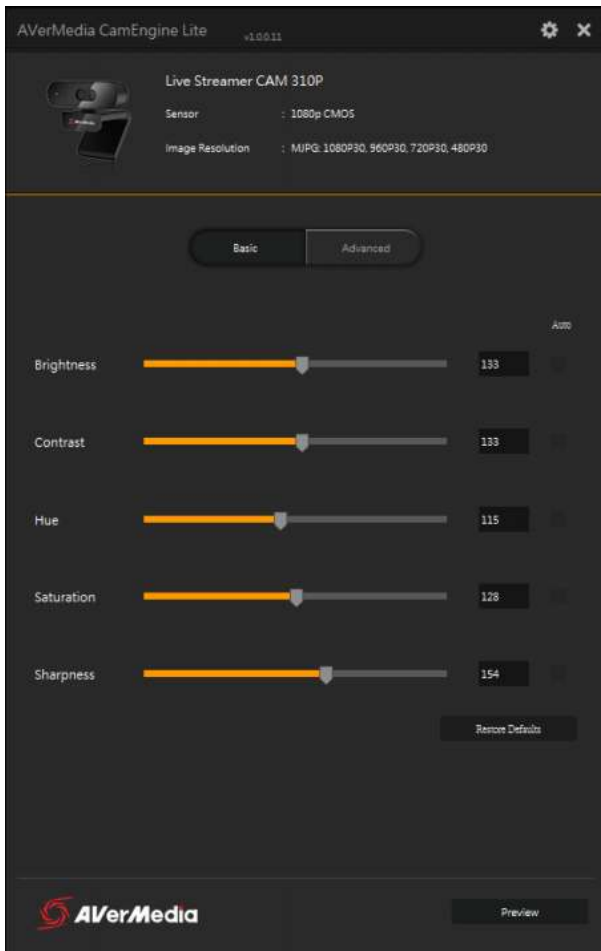 AVerMedia CamEngine Lite v1.0.0.11
Live Streamer CAM 310P
Sensor : 1080p CMOS
Image Resolution : MJPG: 1080P30, 960P30, 720P30, 480P30
Basic Advanced
Auto
Brightness 133
Contrast 133
Hue 115
Saturation 128
Sharpness 154
Restore Defaults
AVerMedia Preview